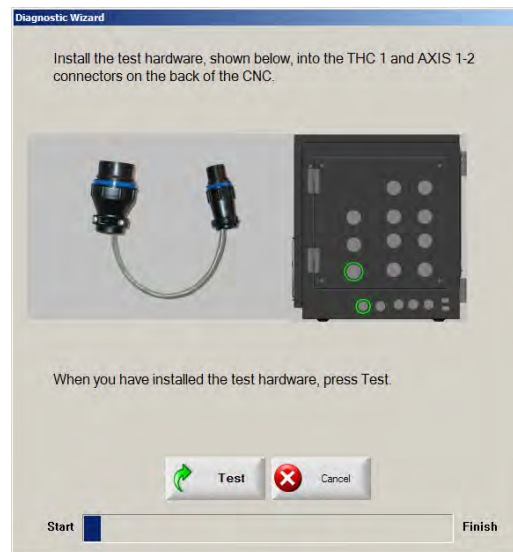 Diagnostic Wizard
Install the test hardware, shown below, into the THC 1 and AXIS 1-2
connectors on the back of the CNC.
When you have installed the test hardware, press Test.
Test
Cancel
Start
Finish